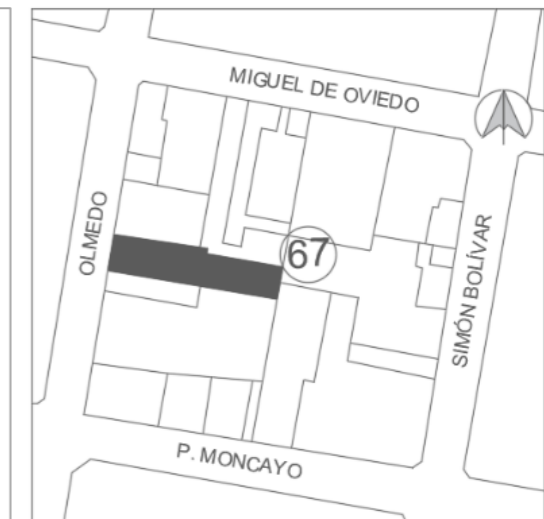 MIGUEL DE OVIEDO
OLMEDO
67
SIMÓN BOLÍVAR
P. MONCAYO